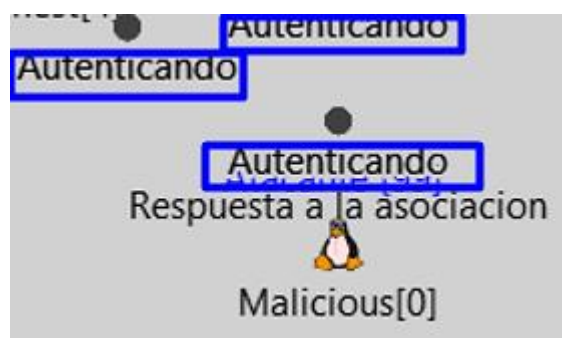 Autenticando
Autenticando
Autenticando
Respuesta a la asociacion
Malicious[0]